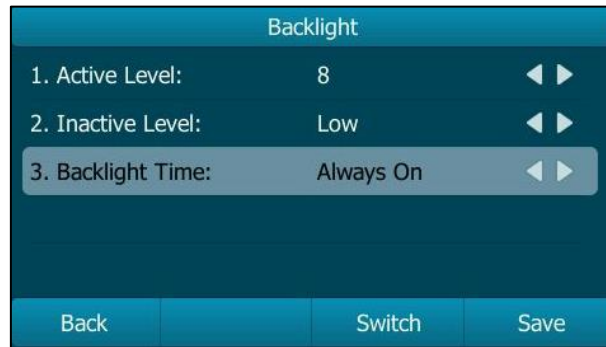 Backlight
1. Active Level: 8
2. Inactive Level: Low
3. Backlight Time: Always On
Back Switch Save